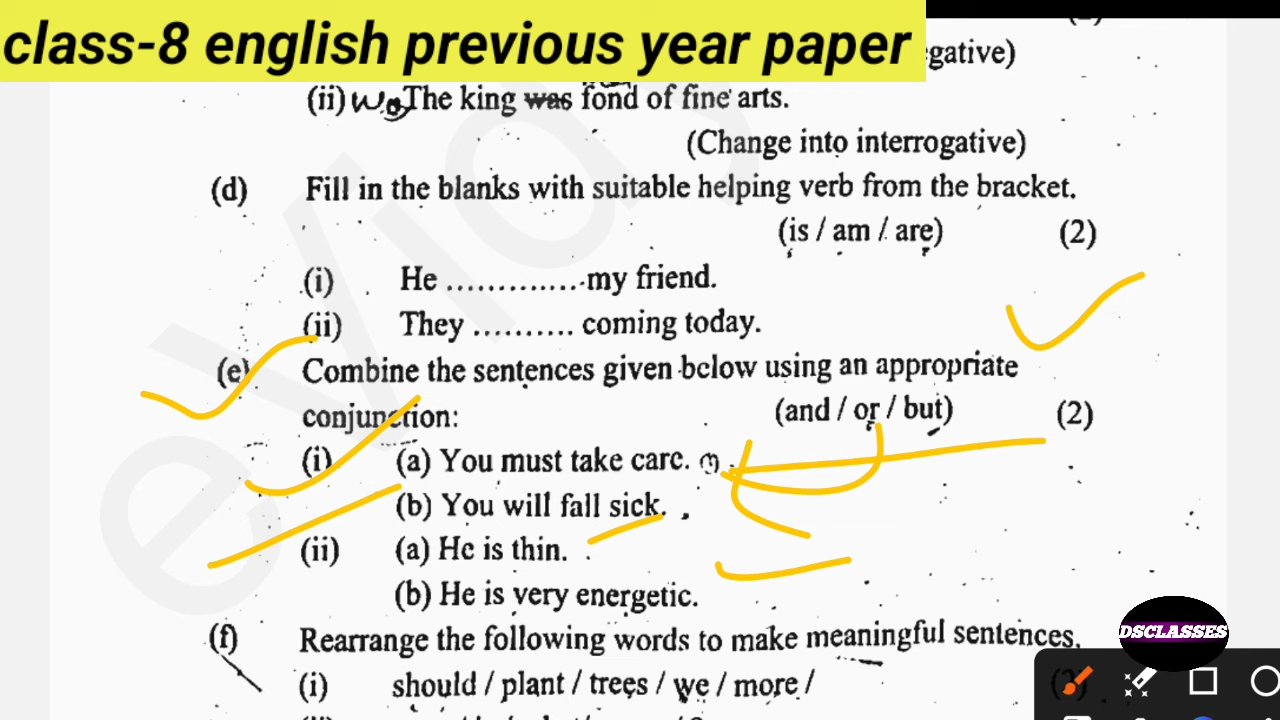 class-8 english previous year paper
gative)
(ii) The king was fond of fine arts.
(Change into interrogative)
(d) Fill in the blanks with suitable helping verb from the bracket.
(is / am / are) (2)
(i) He ............. my friend.
(ii) They .......... coming today.
(e) Combine the sentences given below using an appropriate
conjunction: (and / or / but) (2)
(i) (a) You must take care.
(b) You will fall sick.
(ii) (a) He is thin.
(b) He is very energetic.
(f) Rearrange the following words to make meaningful sentences.
DSCLASSES
(i) should / plant / trees / we / more /